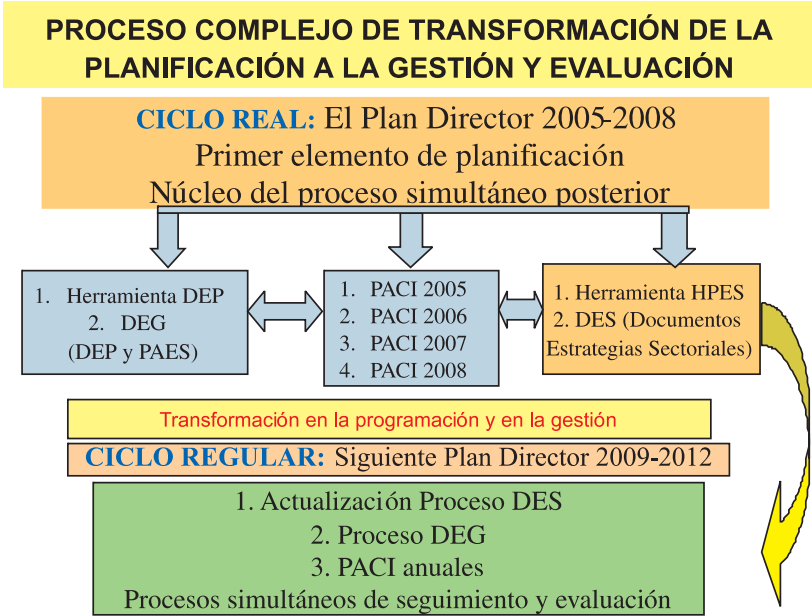 PROCESO COMPLEJO DE TRANSFORMACIÓN DE LA
PLANIFICACIÓN A LA GESTIÓN Y EVALUACIÓN
CICLO REAL: El Plan Director 2005-2008
Primer elemento de planificación
Núcleo del proceso simultáneo posterior
1. Herramienta DEP
2. DEG
(DEP y PAES)
1. PACI 2005
2. PACI 2006
3. PACI 2007
4. PACI 2008
1. Herramienta HPES
2. DES (Documentos
Estrategias Sectoriales)
Transformación en la programación y en la gestión
CICLO REGULAR: Siguiente Plan Director 2009-2012
1. Actualización Proceso DES
2. Proceso DEG
3. PACI anuales
Procesos simultáneos de seguimiento y evaluación